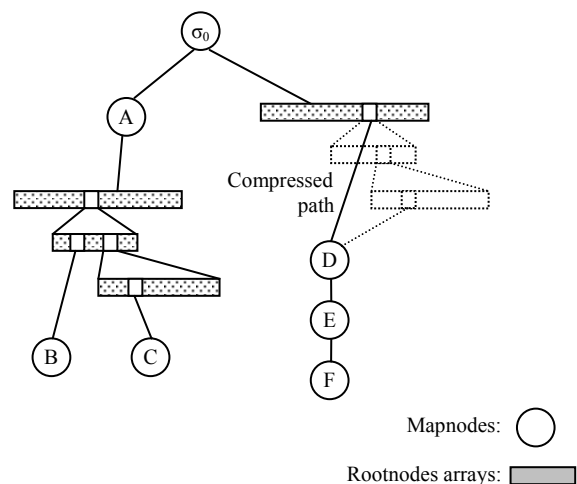 σ₀
A
Compressed
path
D
E
B
C
F
Mapnodes:
Rootnodes arrays: